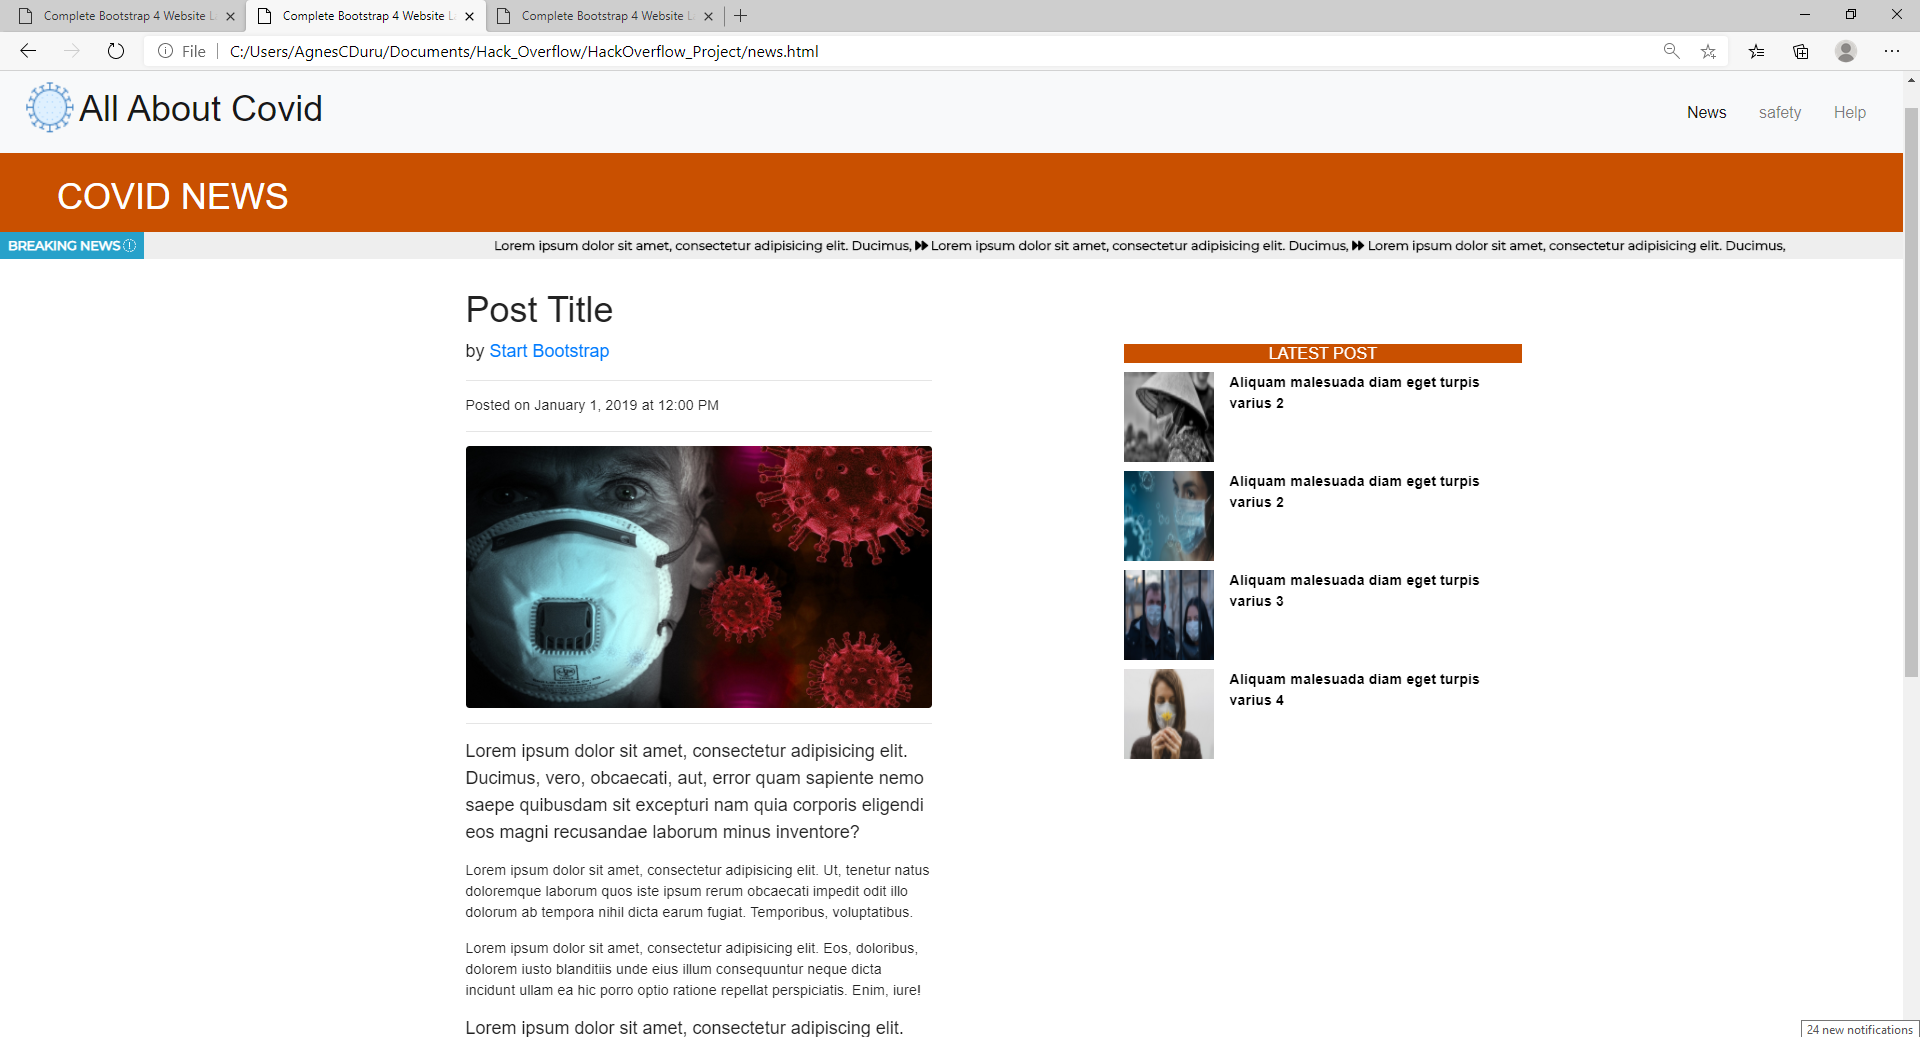 Complete Bootstrap 4 Website L
Complete Bootstrap 4 Website L
Complete Bootstrap 4 Website L
File
C:/Users/AgnesCDuru/Documents/Hack_Overflow/HackOverflow_Project/news.html
All About Covid
News safety Help
COVID NEWS
BREAKING NEWS
Lorem ipsum dolor sit amet, consectetur adipisicing elit. Ducimus, Lorem ipsum dolor sit amet, consectetur adipisicing elit. Ducimus, Lorem ipsum dolor sit amet, consectetur adipisicing elit. Ducimus,
Post Title
by Start Bootstrap
Posted on January 1, 2019 at 12:00 PM
Lorem ipsum dolor sit amet, consectetur adipisicing elit.
Ducimus, vero, obcaecati, aut, error quam sapiente nemo
saepe quibusdam sit excepturi nam quia corporis eligendi
eos magni recusandae laborum minus inventore?
Lorem ipsum dolor sit amet, consectetur adipisicing elit. Ut, tenetur natus
doloremque laborum quos iste ipsum rerum obcaecati impedit odit illo
dolorum ab tempora nihil dicta earum fugiat. Temporibus, voluptatibus.
Lorem ipsum dolor sit amet, consectetur adipisicing elit. Eos, doloribus,
dolorem iusto blanditiis unde eius illum consequuntur neque dicta
incidunt ullam ea hic porro optio ratione repellat perspiciatis. Enim, iure!
Lorem ipsum dolor sit amet, consectetur adipiscing elit.
LATEST POST
Aliquam malesuada diam eget turpis
varius 2
Aliquam malesuada diam eget turpis
varius 2
Aliquam malesuada diam eget turpis
varius 3
Aliquam malesuada diam eget turpis
varius 4
24 new notifications